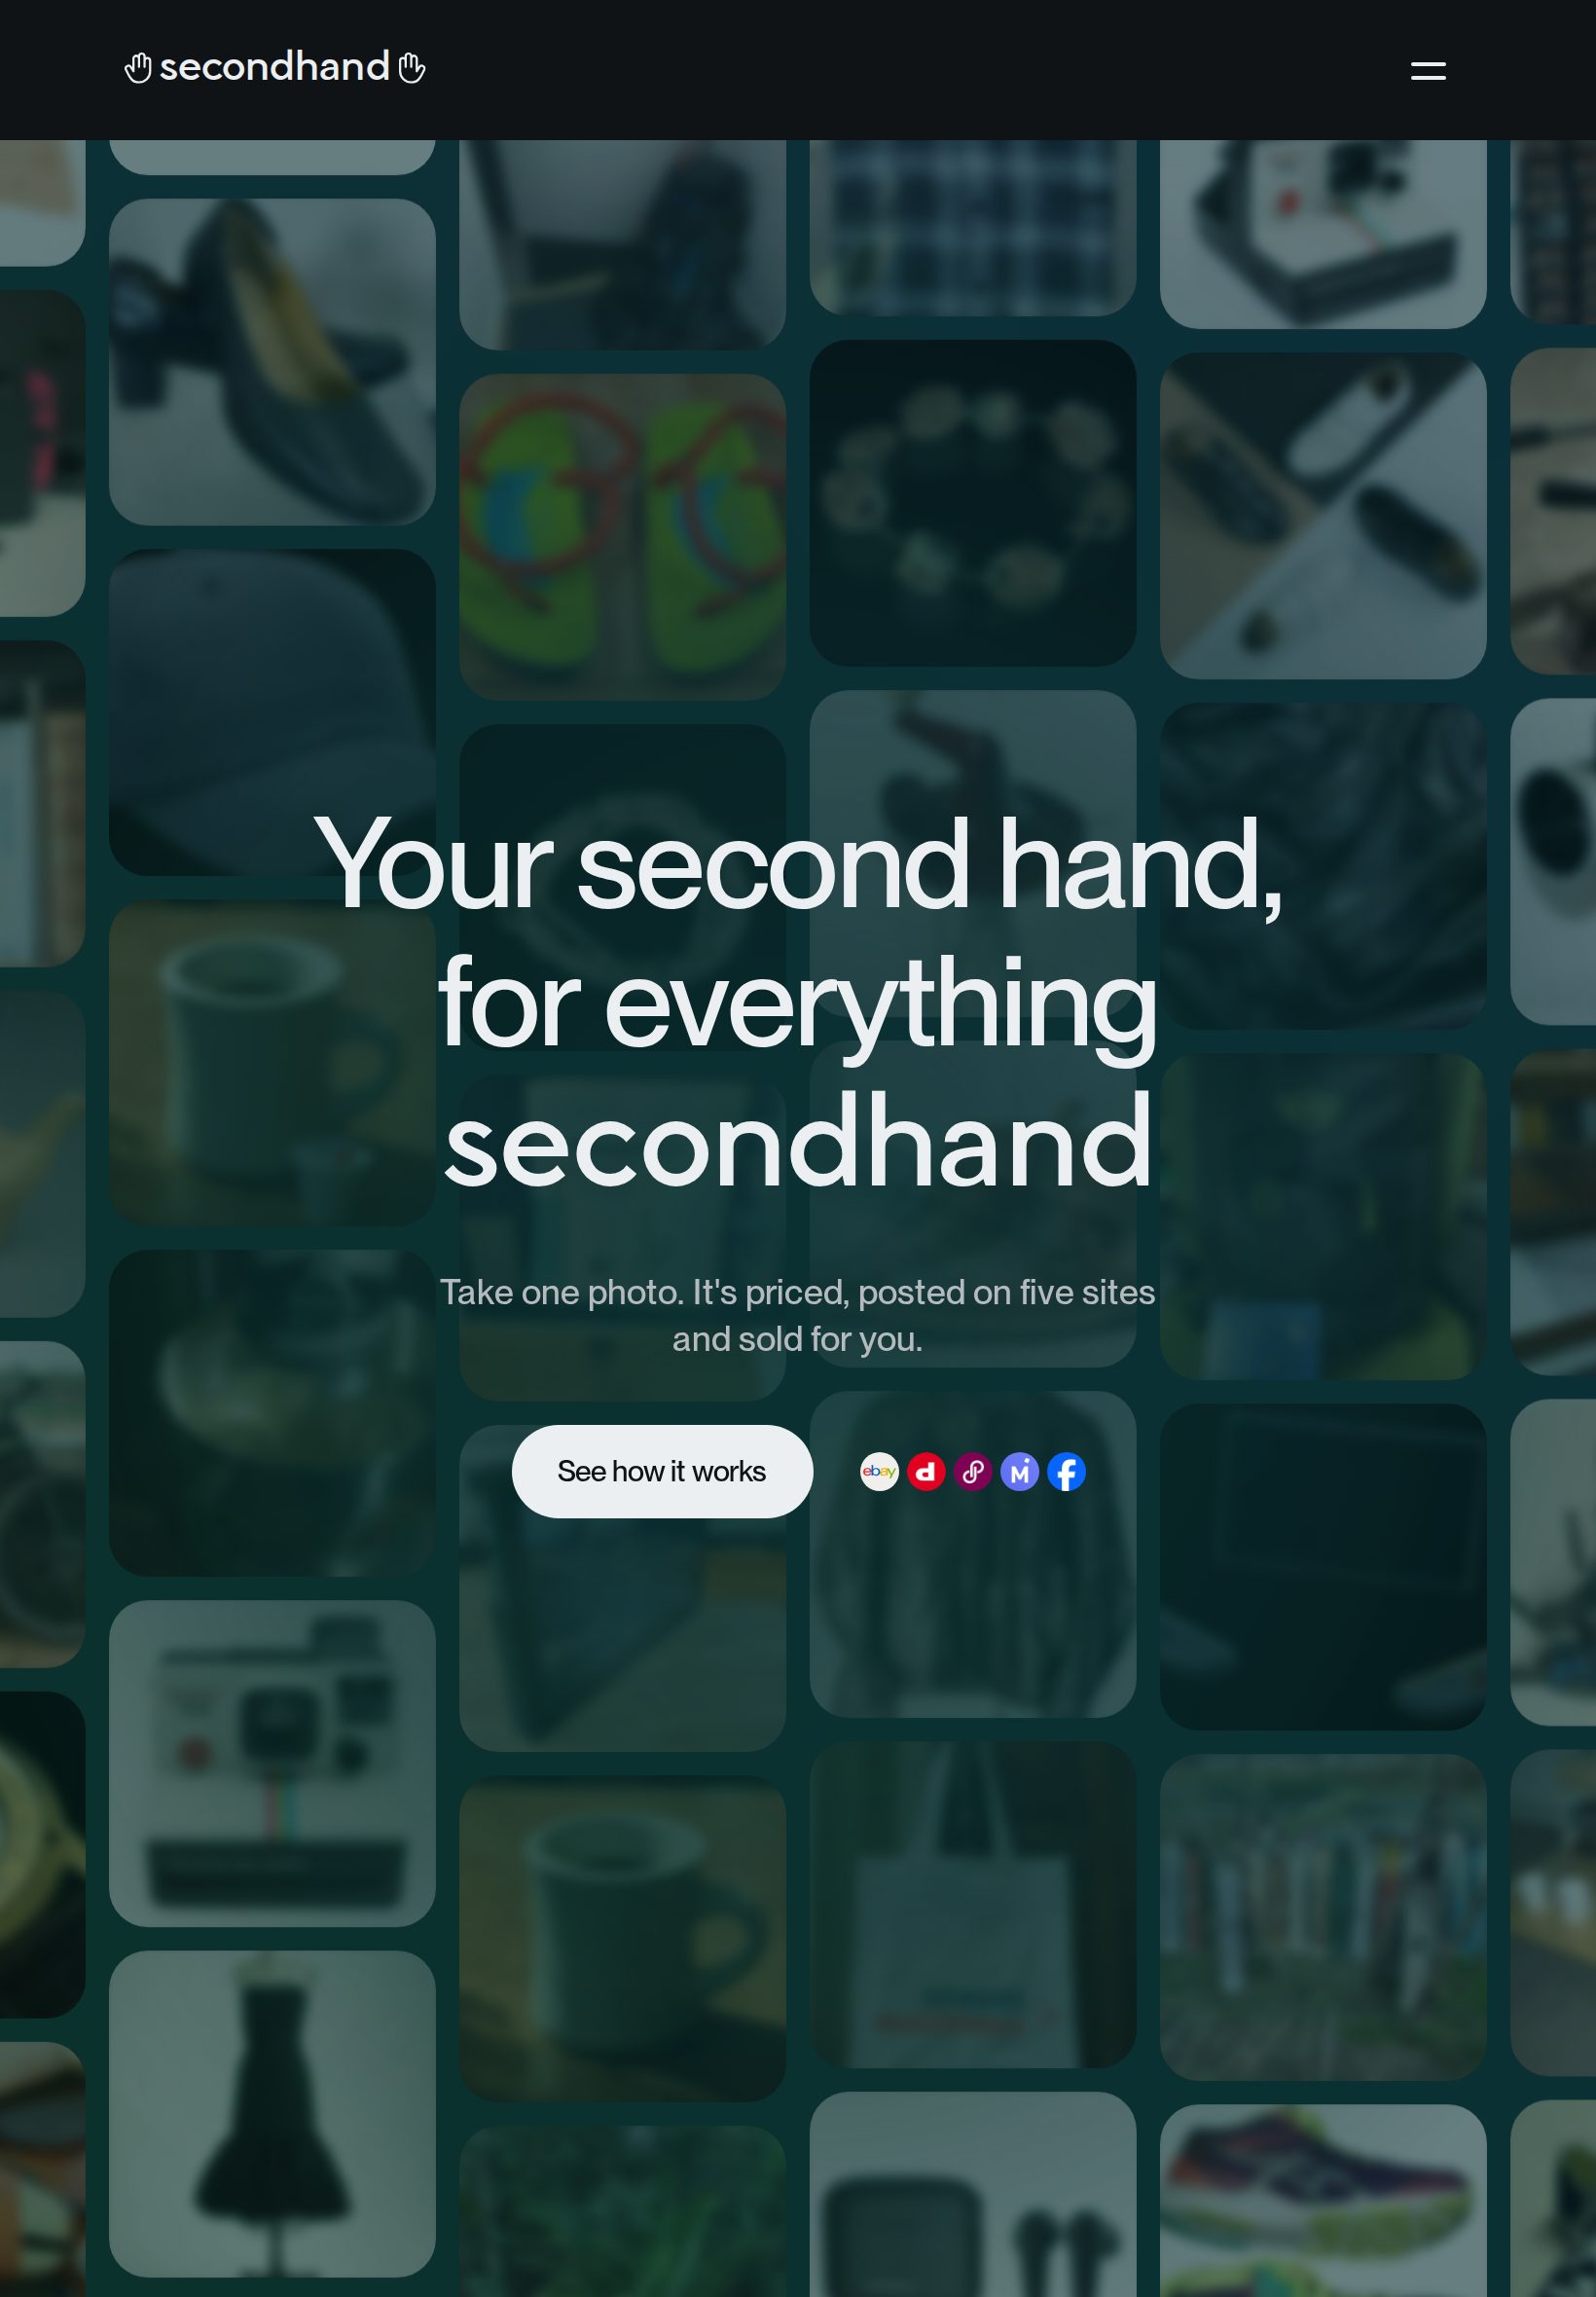 secondhand
Your second hand,
for everything
secondhand
Take one photo. It's priced, posted on five sites
and sold for you.
See how it works
ebay